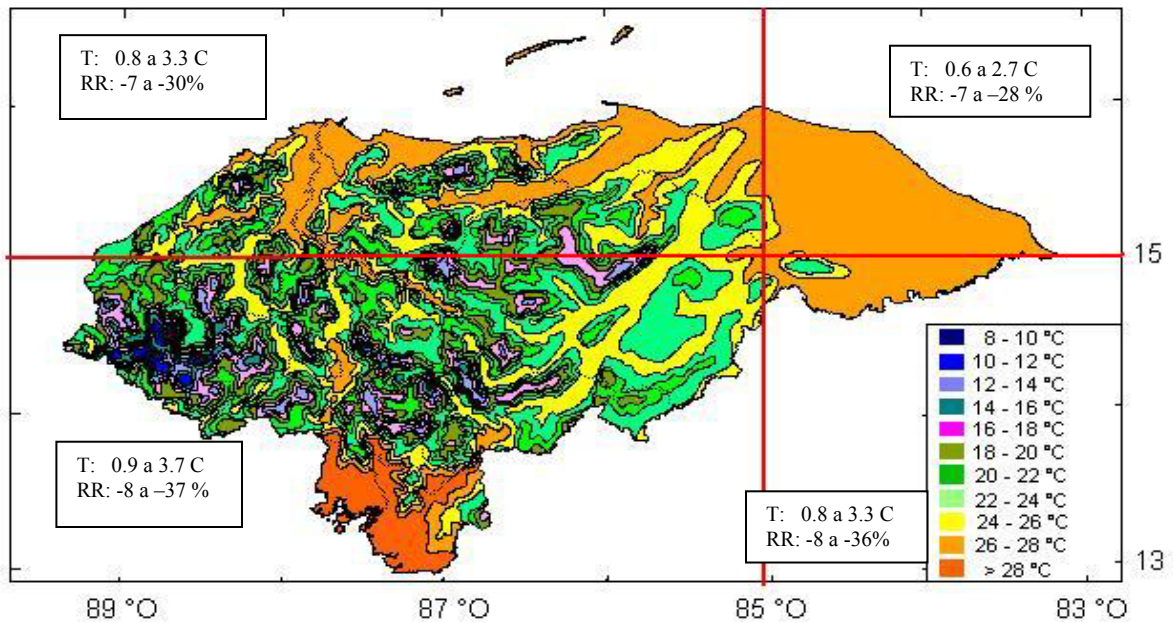 T: 0.8 a 3.3 C
RR: -7 a -30%
T: 0.6 a 2.7 C
RR: -7 a –28 %
15
T: 0.9 a 3.7 C
RR: -8 a –37 %
T: 0.8 a 3.3 C
RR: -8 a -36%
8 - 10 °C
10 - 12 °C
12 - 14 °C
14 - 16 °C
16 - 18 °C
18 - 20 °C
20 - 22 °C
22 - 24 °C
24 - 26 °C
26 - 28 °C
> 28 °C
13
89 °O 87 °O 85 °O 83 °O